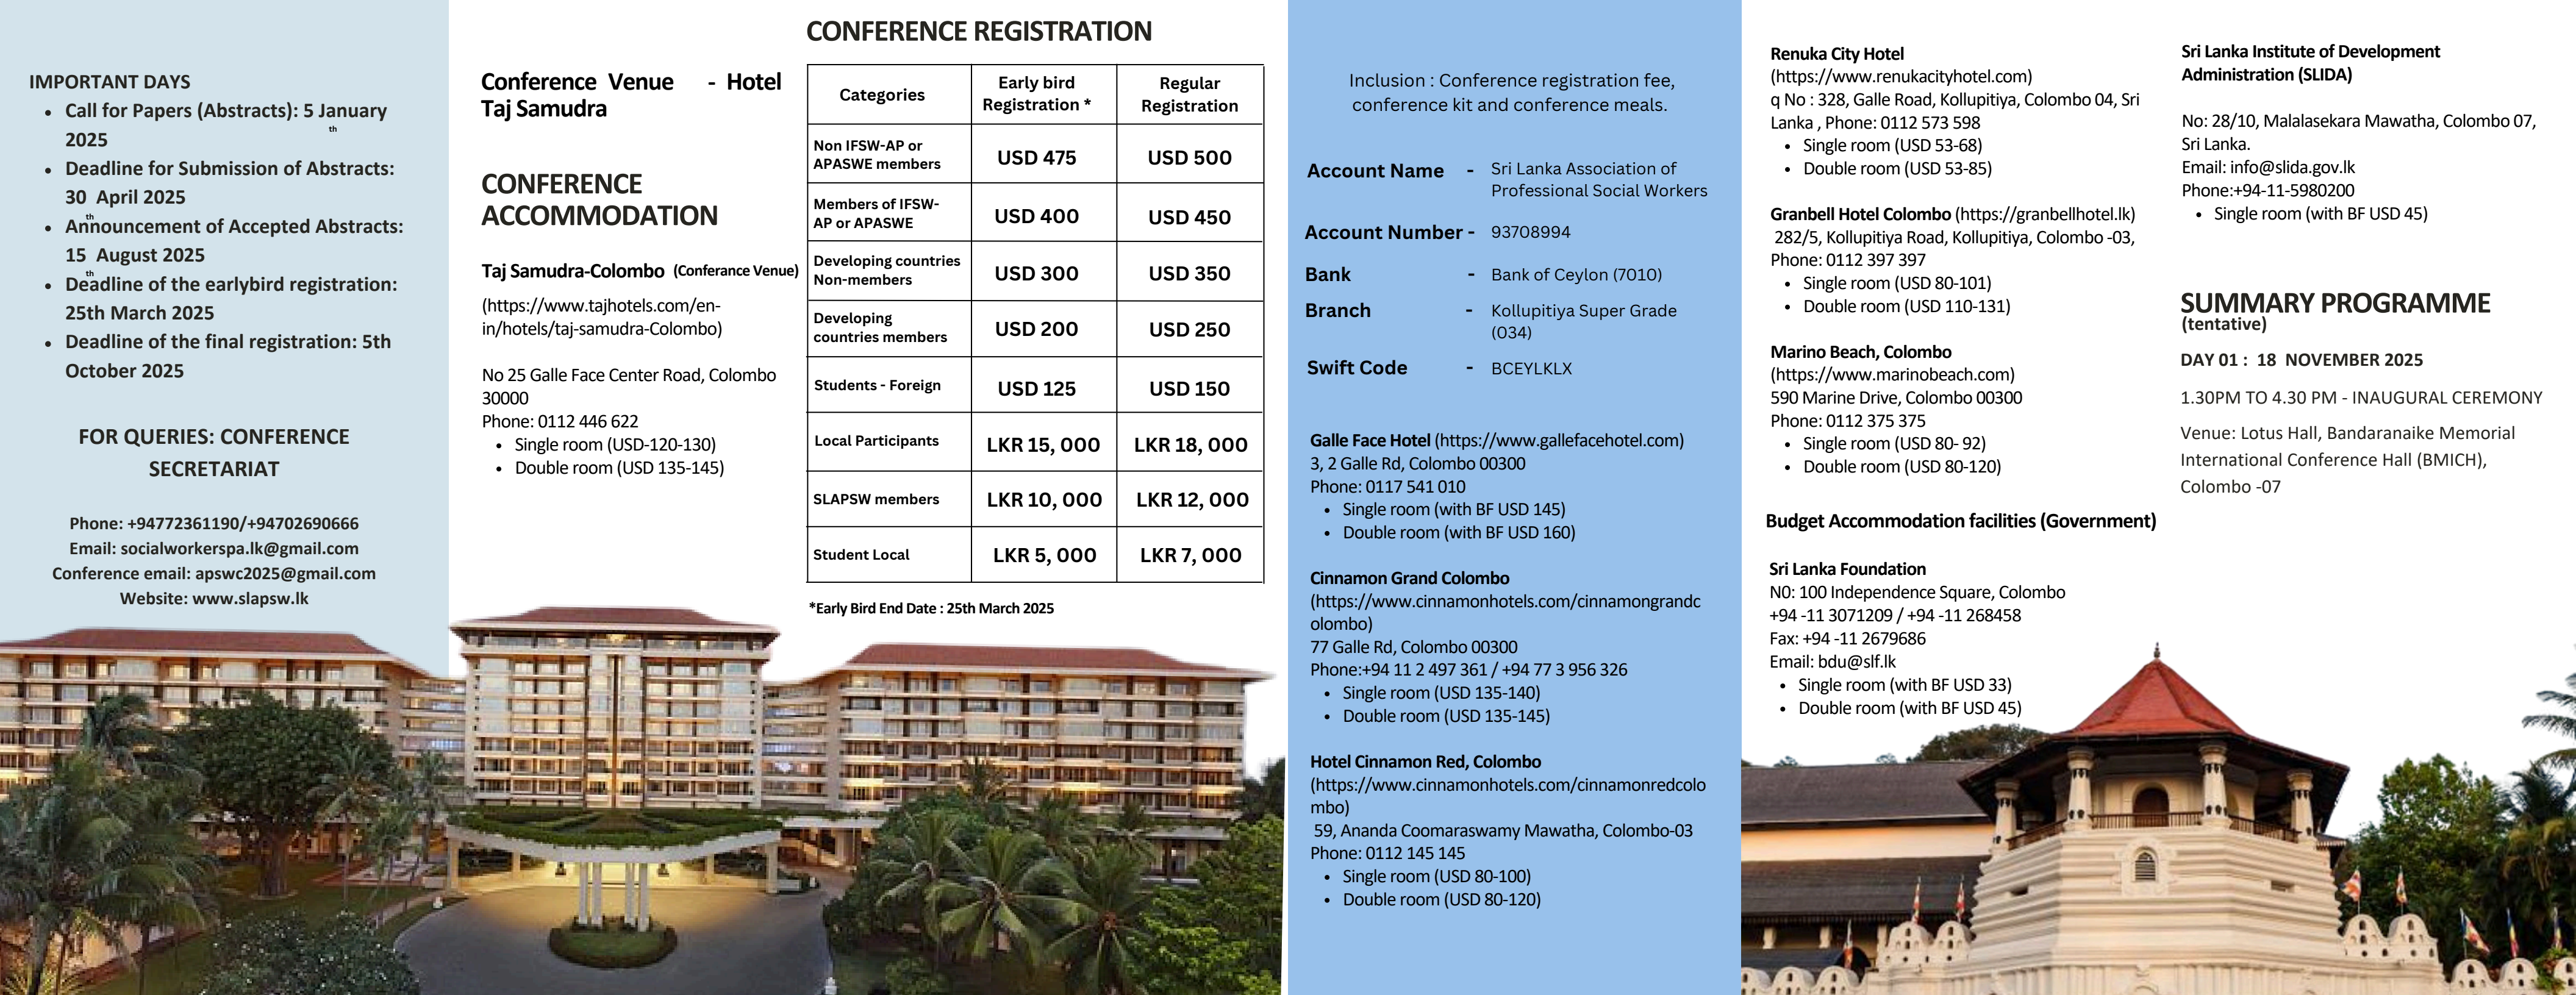 IMPORTANT DAYS
• Call for Papers (Abstracts): 5 January
th
2025
• Deadline for Submission of Abstracts:
30 April 2025
th
• Announcement of Accepted Abstracts:
15 August 2025
th
• Deadline of the earlybird registration:
25th March 2025
• Deadline of the final registration: 5th
October 2025
FOR QUERIES: CONFERENCE
SECRETARIAT
Phone: +94772361190/+94702690666
Email: socialworkerspa.lk@gmail.com
Conference email: apswc2025@gmail.com
Website: www.slapsw.lk
Conference Venue - Hotel
Taj Samudra
CONFERENCE
ACCOMMODATION
Taj Samudra-Colombo (Conferance Venue)
(https://www.tajhotels.com/en-
in/hotels/taj-samudra-Colombo)
No 25 Galle Face Center Road, Colombo
30000
Phone: 0112 446 622
• Single room (USD-120-130)
• Double room (USD 135-145)
CONFERENCE REGISTRATION
Categories
Early bird
Registration *
Regular
Registration
Non IFSW-AP or
APASWE members
USD 475
USD 500
Members of IFSW-
AP or APASWE
USD 400
USD 450
Developing countries
Non-members
USD 300
USD 350
Developing
countries members
USD 200
USD 250
Students - Foreign
USD 125
USD 150
Local Participants
LKR 15, 000
LKR 18, 000
SLAPSW members
LKR 10, 000
LKR 12, 000
Student Local
LKR 5, 000
LKR 7, 000
*Early Bird End Date : 25th March 2025
Inclusion : Conference registration fee,
conference kit and conference meals.
Account Name - Sri Lanka Association of
Professional Social Workers
Account Number - 93708994
Bank - Bank of Ceylon (7010)
Branch - Kollupitiya Super Grade
(034)
Swift Code - BCEYLKLX
Galle Face Hotel (https://www.gallefacehotel.com)
3, 2 Galle Rd, Colombo 00300
Phone: 0117 541 010
• Single room (with BF USD 145)
• Double room (with BF USD 160)
Cinnamon Grand Colombo
(https://www.cinnamonhotels.com/cinnamongrandc
olombo)
77 Galle Rd, Colombo 00300
Phone:+94 11 2 497 361 / +94 77 3 956 326
• Single room (USD 135-140)
• Double room (USD 135-145)
Hotel Cinnamon Red, Colombo
(https://www.cinnamonhotels.com/cinnamonredcolo
mbo)
59, Ananda Coomaraswamy Mawatha, Colombo-03
Phone: 0112 145 145
• Single room (USD 80-100)
• Double room (USD 80-120)
Renuka City Hotel
(https://www.renukacityhotel.com)
q No : 328, Galle Road, Kollupitiya, Colombo 04, Sri
Lanka , Phone: 0112 573 598
• Single room (USD 53-68)
• Double room (USD 53-85)
Granbell Hotel Colombo (https://granbellhotel.lk)
282/5, Kollupitiya Road, Kollupitiya, Colombo -03,
Phone: 0112 397 397
• Single room (USD 80-101)
• Double room (USD 110-131)
Marino Beach, Colombo
(https://www.marinobeach.com)
590 Marine Drive, Colombo 00300
Phone: 0112 375 375
• Single room (USD 80- 92)
• Double room (USD 80-120)
Budget Accommodation facilities (Government)
Sri Lanka Foundation
N0: 100 Independence Square, Colombo
+94 -11 3071209 / +94 -11 268458
Fax: +94 -11 2679686
Email: bdu@slf.lk
• Single room (with BF USD 33)
• Double room (with BF USD 45)
Sri Lanka Institute of Development
Administration (SLIDA)
No: 28/10, Malalasekara Mawatha, Colombo 07,
Sri Lanka.
Email: info@slida.gov.lk
Phone:+94-11-5980200
• Single room (with BF USD 45)
SUMMARY PROGRAMME
(tentative)
DAY 01 : 18 NOVEMBER 2025
1.30PM TO 4.30 PM - INAUGURAL CEREMONY
Venue: Lotus Hall, Bandaranaike Memorial
International Conference Hall (BMICH),
Colombo -07